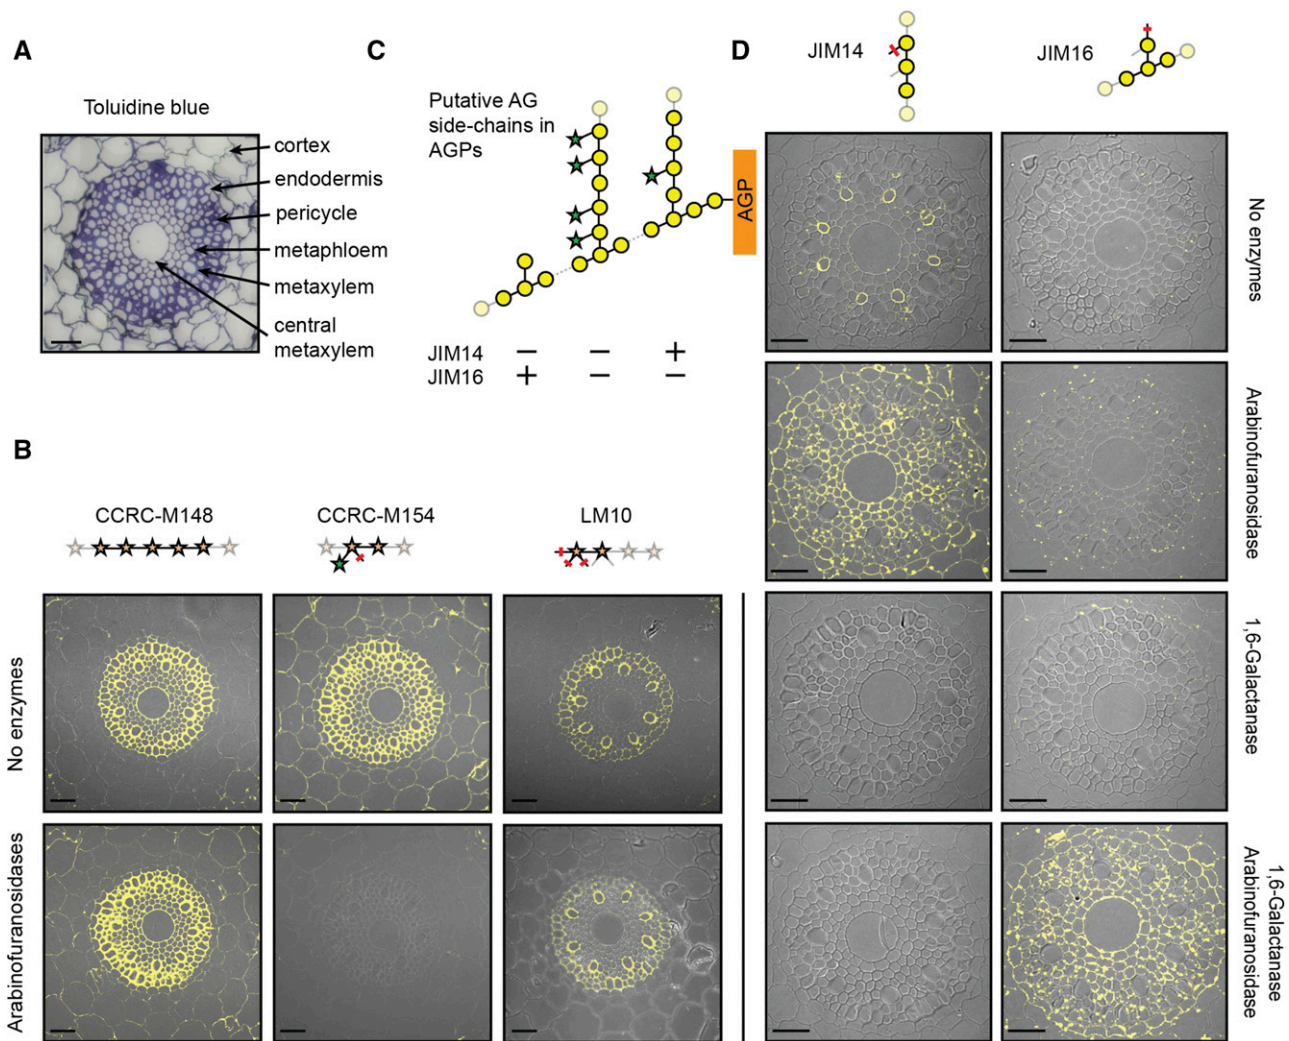 A
Toluidine blue
cortex
endodermis
pericycle
metaphloem
metaxylem
central
metaxylem
C
Putative AG
side-chains in
AGPs
AGP
JIM14 − − +
JIM16 + − −
B
CCRC-M148 CCRC-M154 LM10
No enzymes
Arabinofuranosidases
D
JIM14 JIM16
No enzymes
Arabinofuranosidase
1,6-Galactanase
1,6-Galactanase
Arabinofuranosidase